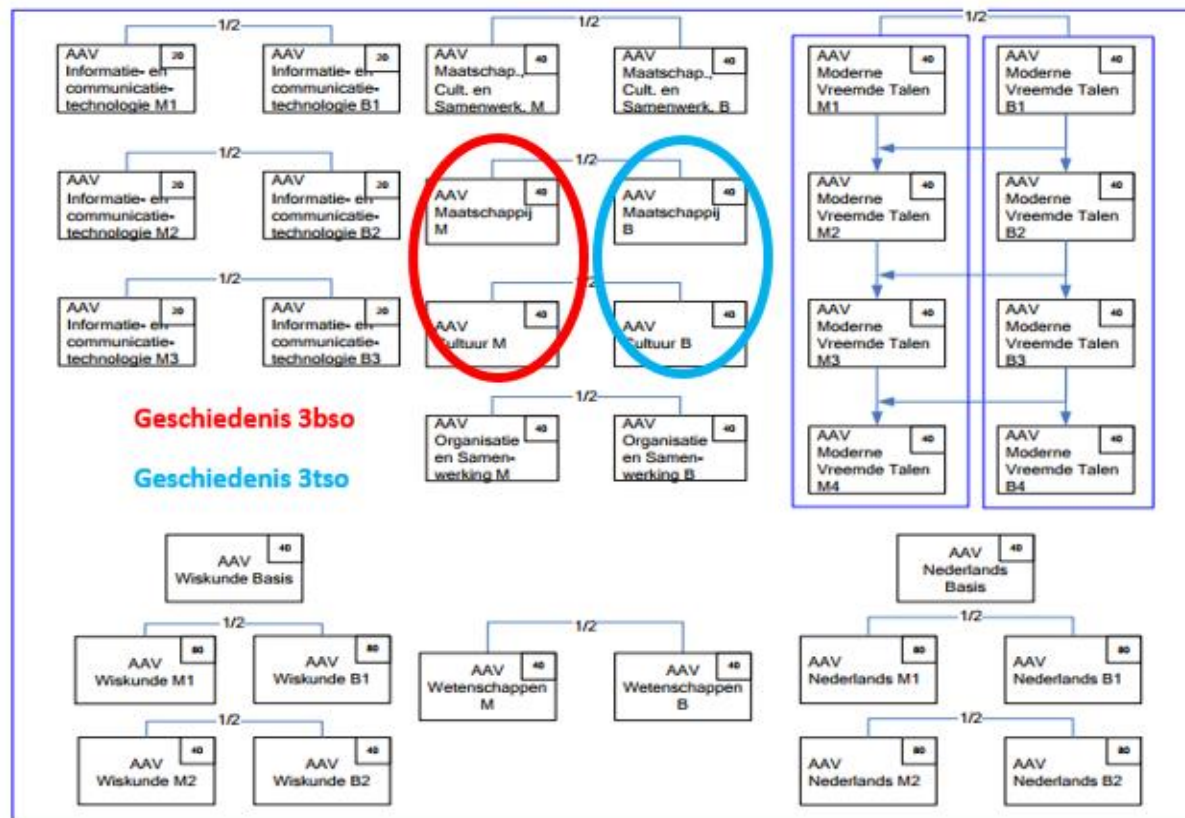 1/2
AAV
20
Informatie- en
communicatie-
technologie M1
AAV
20
Informatie- en
communicatie-
technologie B1
1/2
AAV
40
Maatschap.,
Cult. en
Samenwerk. M
AAV
40
Maatschap.,
Cult. en
Samenwerk. B
1/2
AAV
40
Moderne
Vreemde Talen
M1
AAV
40
Moderne
Vreemde Talen
B1
1/2
AAV
20
Informatie- en
communicatie-
technologie M2
AAV
20
Informatie- en
communicatie-
technologie B2
1/2
AAV
40
Maatschappij
M
AAV
40
Maatschappij
B
AAV
40
Moderne
Vreemde Talen
M2
AAV
40
Moderne
Vreemde Talen
B2
1/2
AAV
20
Informatie- en
communicatie-
technologie M3
AAV
20
Informatie- en
communicatie-
technologie B3
1/2
AAV
40
Cultuur M
AAV
40
Cultuur B
AAV
40
Moderne
Vreemde Talen
M3
AAV
40
Moderne
Vreemde Talen
B3
Geschiedenis 3bso
Geschiedenis 3tso
1/2
AAV
40
Organisatie
en Samen-
werking M
AAV
40
Organisatie
en Samen-
werking B
AAV
40
Moderne
Vreemde Talen
M4
AAV
40
Moderne
Vreemde Talen
B4
AAV
40
Wiskunde Basis
AAV
40
Nederlands
Basis
1/2
AAV
80
Wiskunde M1
AAV
80
Wiskunde B1
1/2
AAV
40
Wetenschappen
M
AAV
40
Wetenschappen
B
1/2
AAV
80
Nederlands M1
AAV
80
Nederlands B1
1/2
AAV
40
Wiskunde M2
AAV
40
Wiskunde B2
1/2
AAV
80
Nederlands M2
AAV
80
Nederlands B2